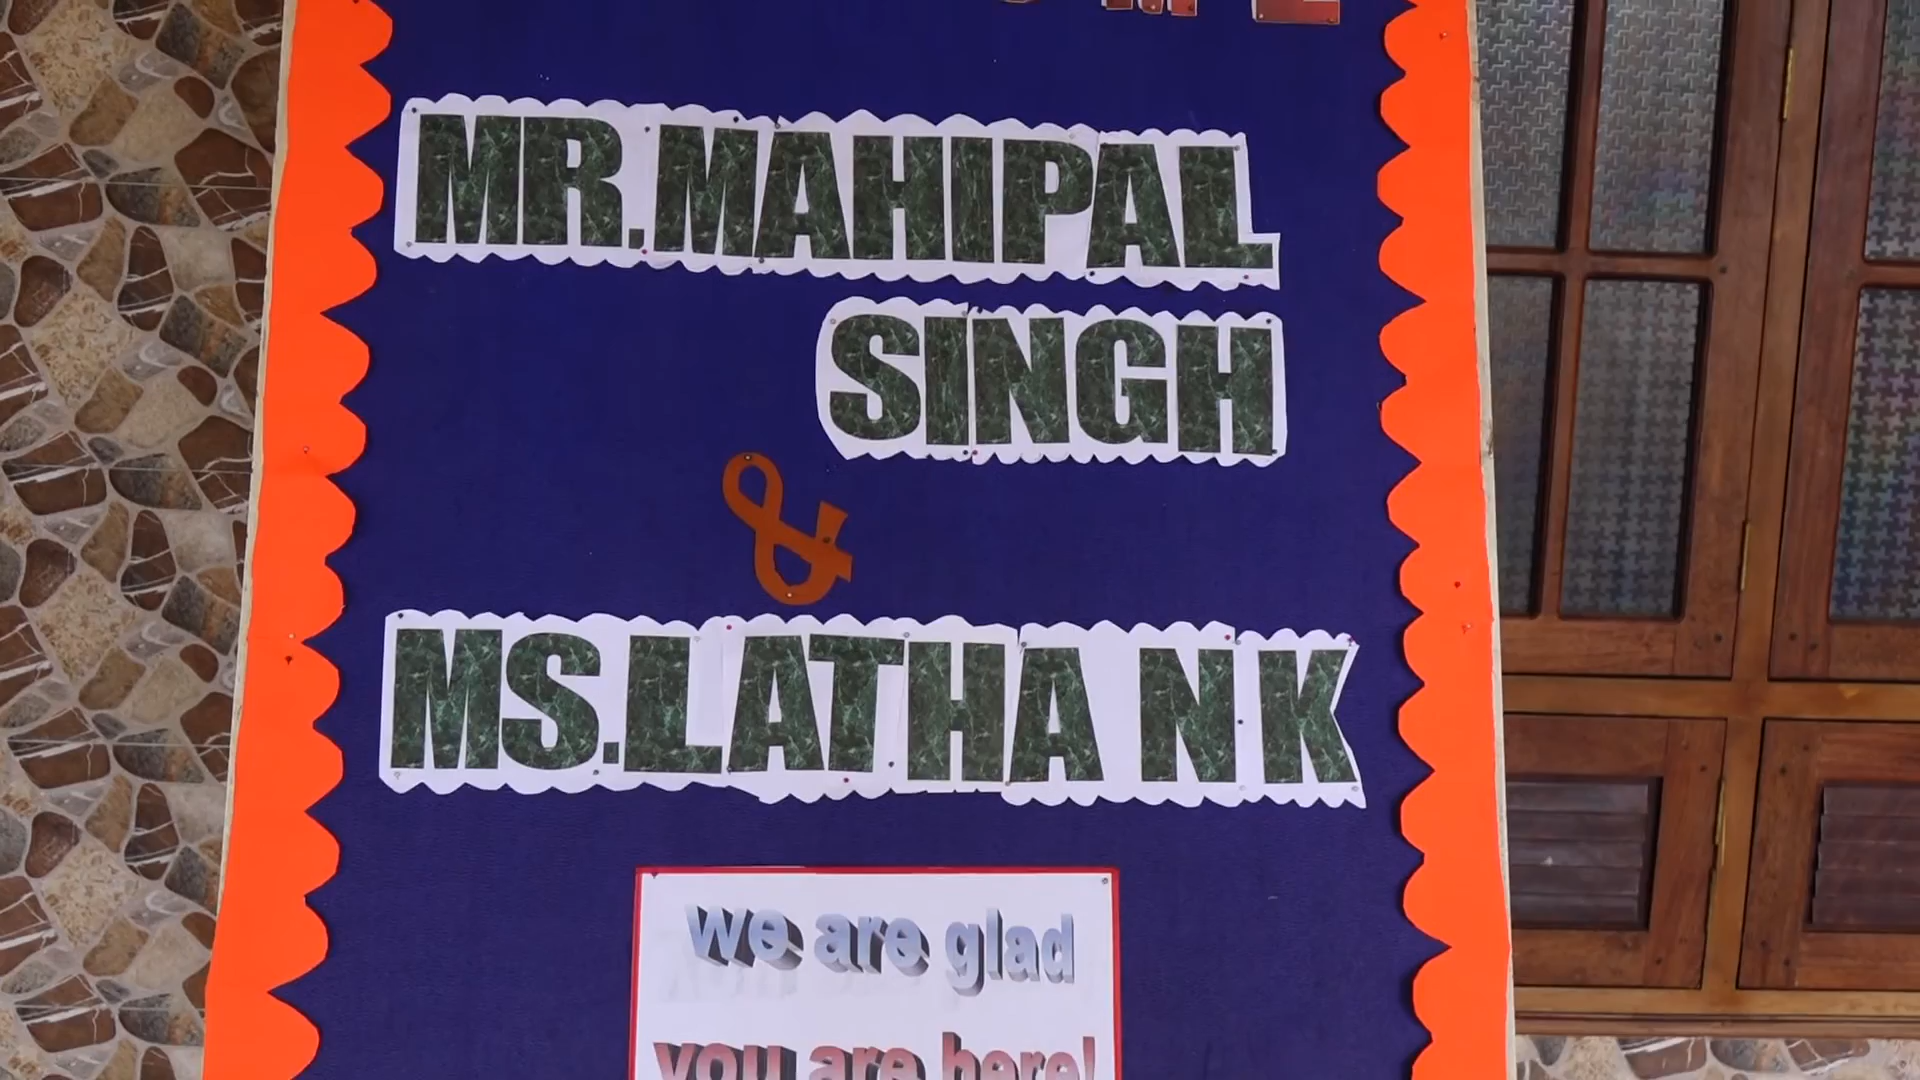 MR.MAHIPAL
SINGH
&
MS.LATHA N K
we are glad
you are here!